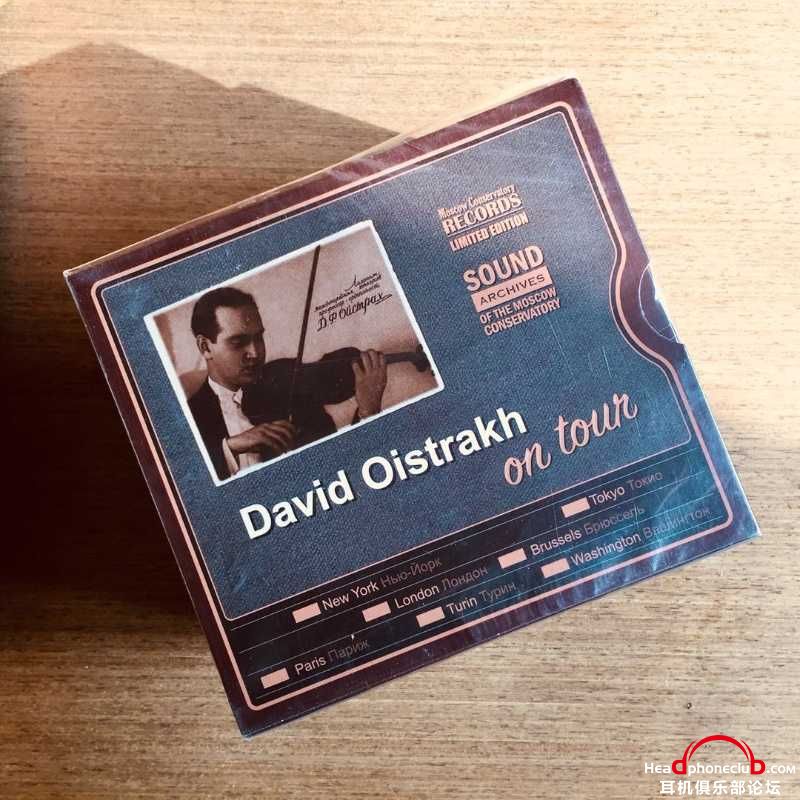 Moscow Conservatory
RECORDS
LIMITED EDITION
SOUND
ARCHIVES
OF THE MOSCOW
CONSERVATORY
Д.Ф.Ойстрах
David Oistrakh
on tour
Tokyo Токио
Brussels Брюссель
Washington Вашингтон
New York Нью-Йорк
London Лондон
Turin Турин
Paris Париж
Headphoneclub.com
耳机俱乐部论坛